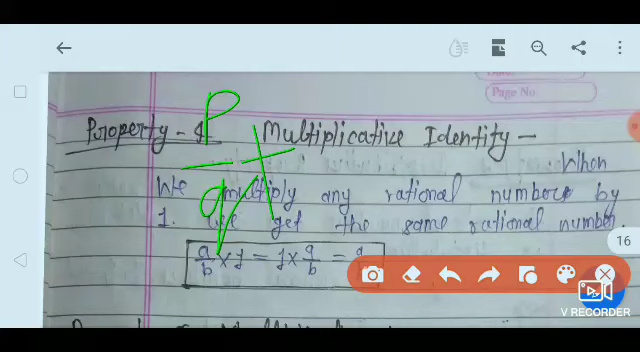 Page No
Property - 4 Multiplicative Identity -
When
We multiply any rational numbers by
1. we get the same rational number.
a/b × 1 = 1 × a/b =
P
q
16
V RECORDER